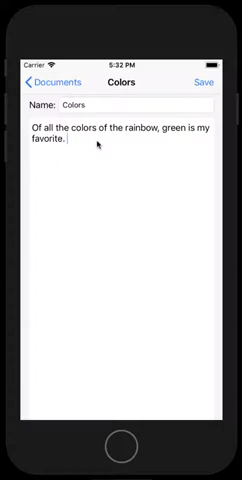 Carrier 5:32 PM
Documents Colors Save
Name: Colors
Of all the colors of the rainbow, green is my
favorite.